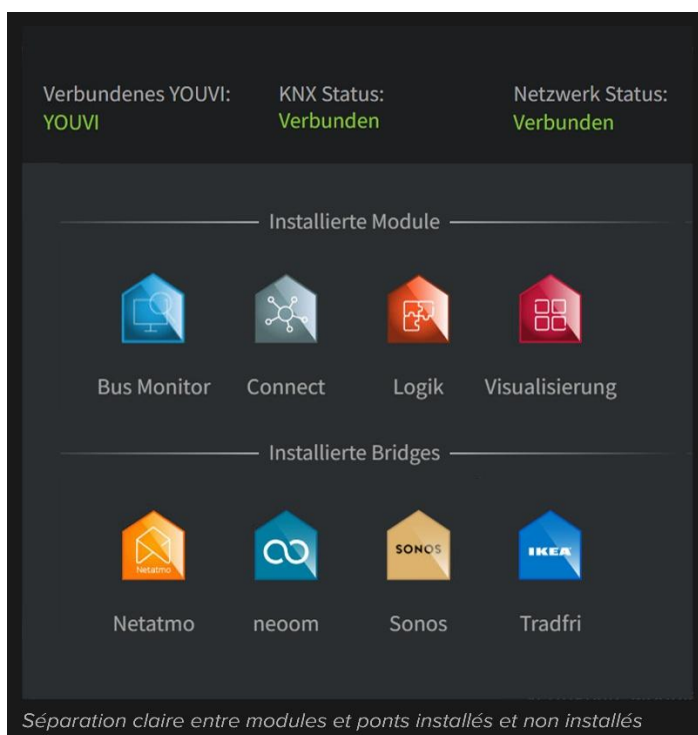 Verbundenes YOUVI: KNX Status: Netzwerk Status:
YOUVI Verbunden Verbunden
Installierte Module
Bus Monitor Connect Logik Visualisierung
Installierte Bridges
Netatmo SONOS IKEA
Netatmo neoom Sonos Tradfri
Séparation claire entre modules et ponts installés et non installés